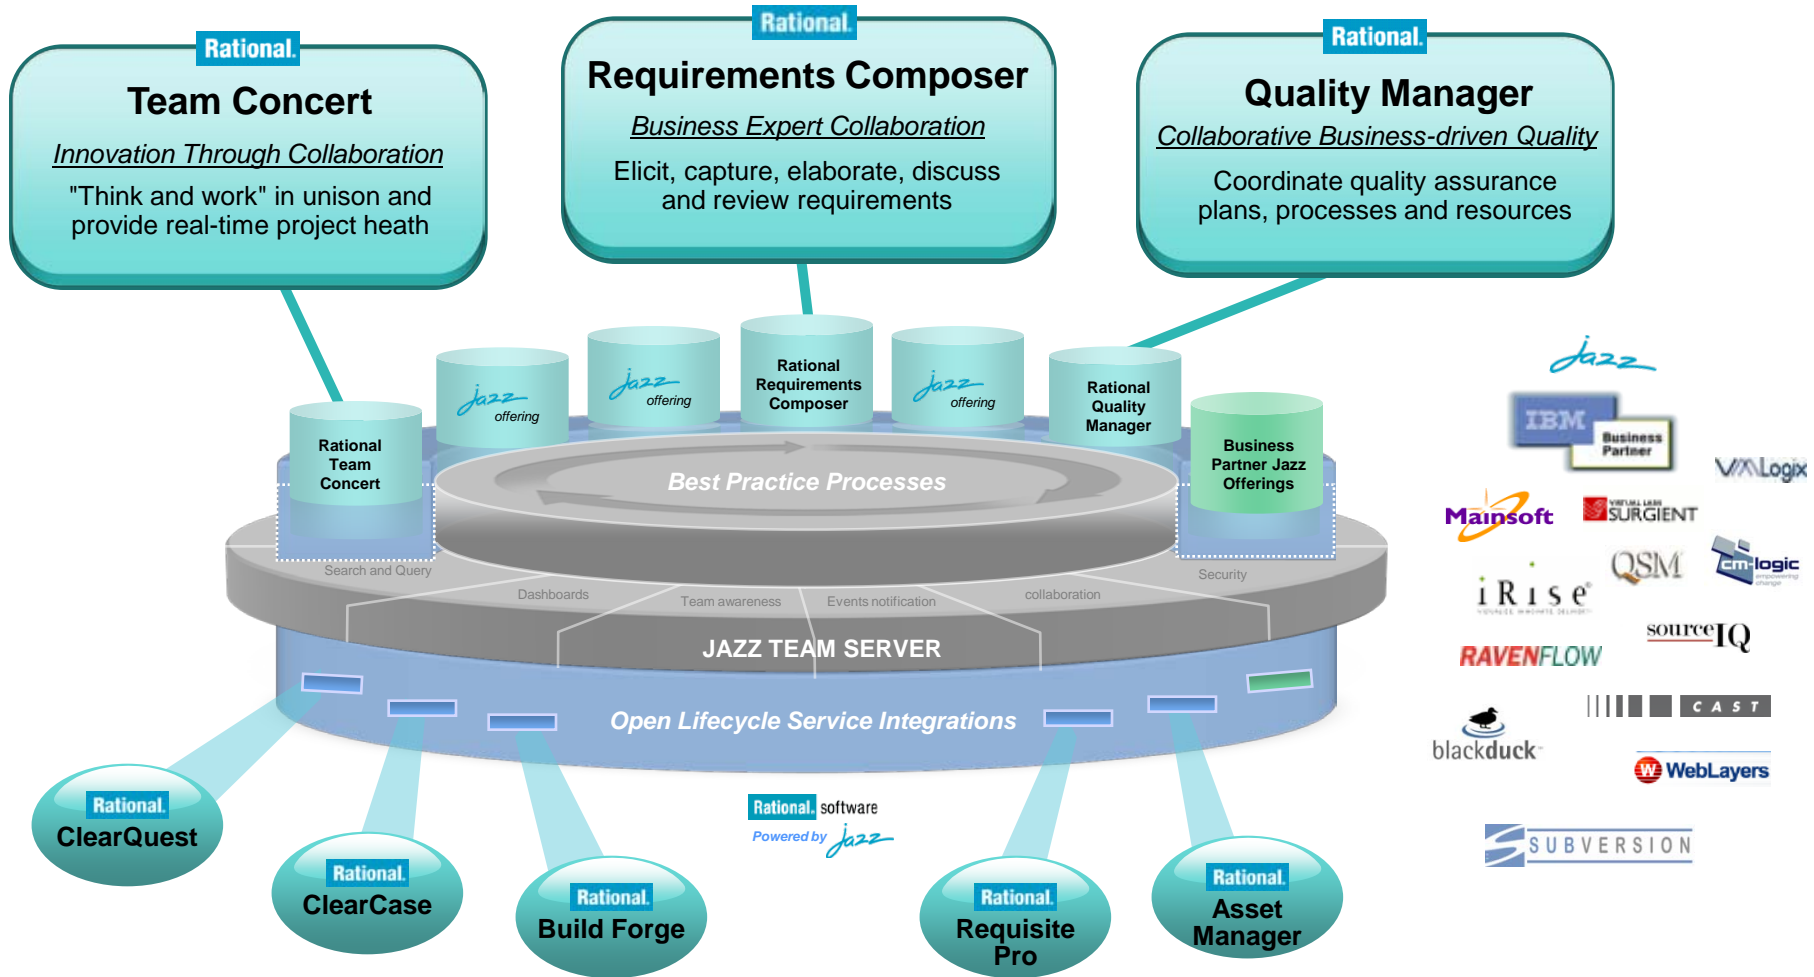 Rational.
Team Concert
Innovation Through Collaboration
"Think and work" in unison and
provide real-time project heath
Rational.
Requirements Composer
Business Expert Collaboration
Elicit, capture, elaborate, discuss
and review requirements
Rational.
Quality Manager
Collaborative Business-driven Quality
Coordinate quality assurance
plans, processes and resources
Rational
Team
Concert
jazz
offering
jazz
offering
Rational
Requirements
Composer
jazz
offering
Rational
Quality
Manager
Business
Partner Jazz
Offerings
Best Practice Processes
Search and Query
Dashboards
Team awareness
Events notification
collaboration
Security
JAZZ TEAM SERVER
Open Lifecycle Service Integrations
Rational.
ClearQuest
Rational.
ClearCase
Rational.
Build Forge
Rational. software
Powered by jazz
Rational.
Requisite
Pro
Rational.
Asset
Manager
jazz
IBM
Business
Partner
VMLogix
Mainsoft
VIRTUAL LABS
SURGIENT
QSM
cm-logic
empowering
change
iRise®
sourceIQ
RAVENFLOW
CAST
blackduck
W WebLayers
SUBVERSION